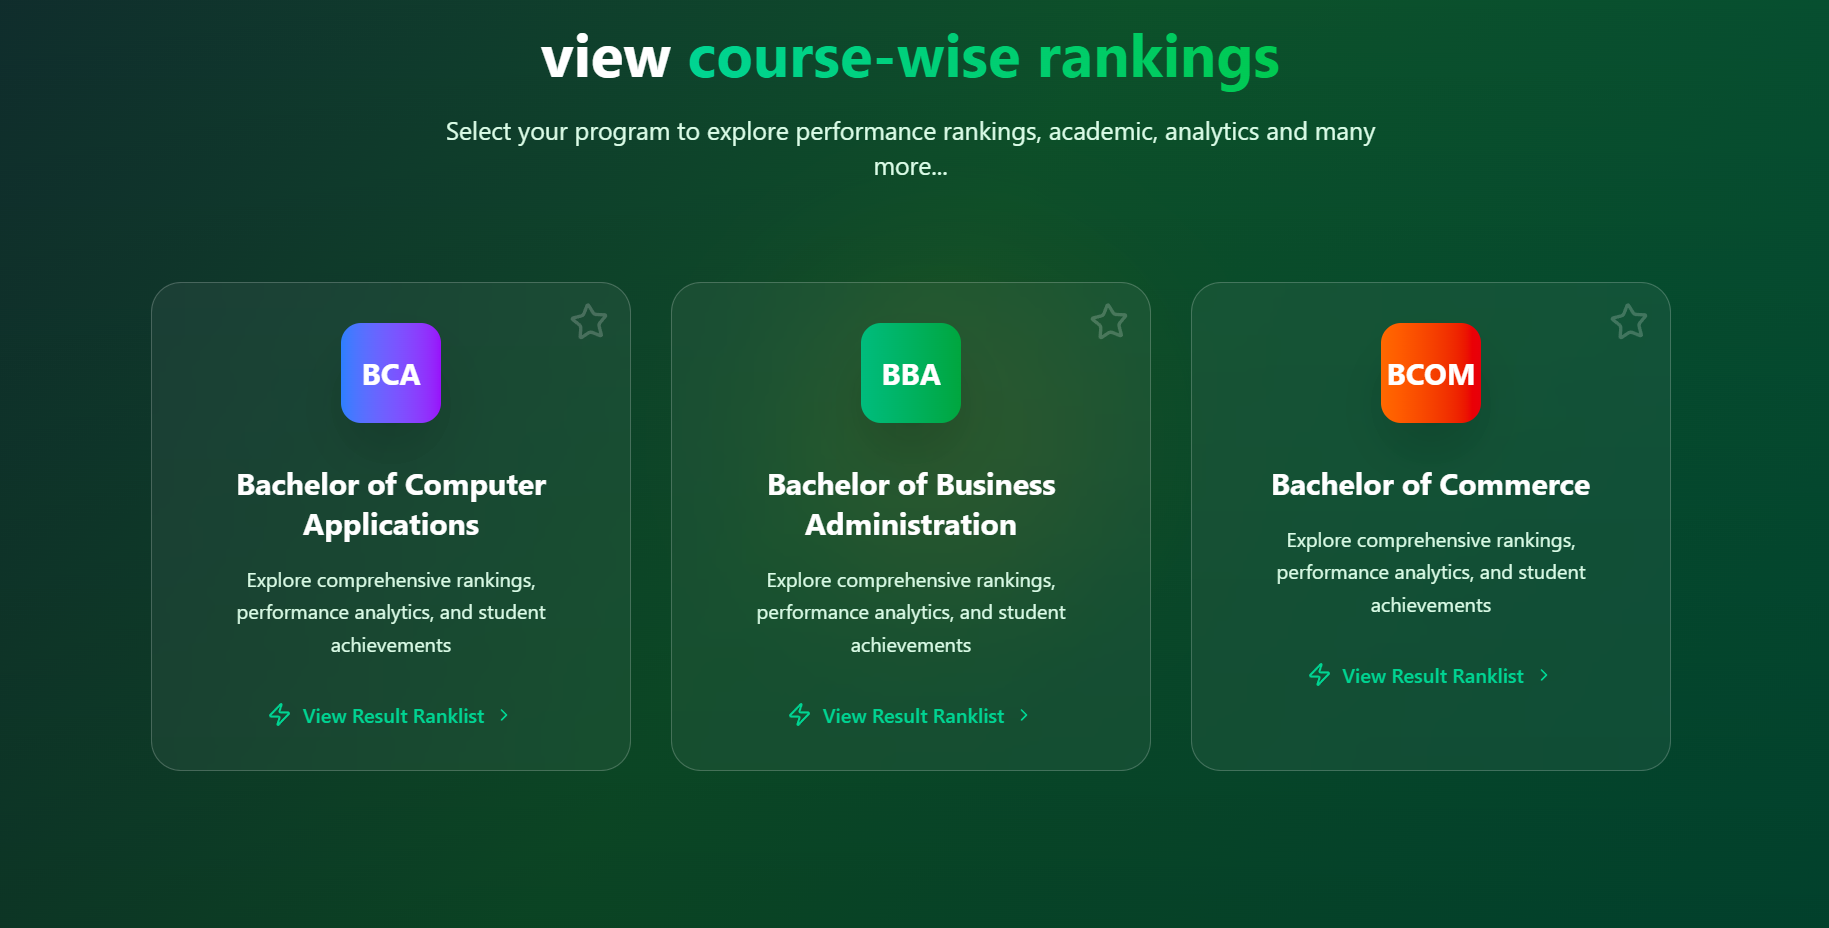 view course-wise rankings
Select your program to explore performance rankings, academic, analytics and many
more...
BCA
Bachelor of Computer
Applications
Explore comprehensive rankings,
performance analytics, and student
achievements
View Result Ranklist
BBA
Bachelor of Business
Administration
Explore comprehensive rankings,
performance analytics, and student
achievements
View Result Ranklist
BCOM
Bachelor of Commerce
Explore comprehensive rankings,
performance analytics, and student
achievements
View Result Ranklist